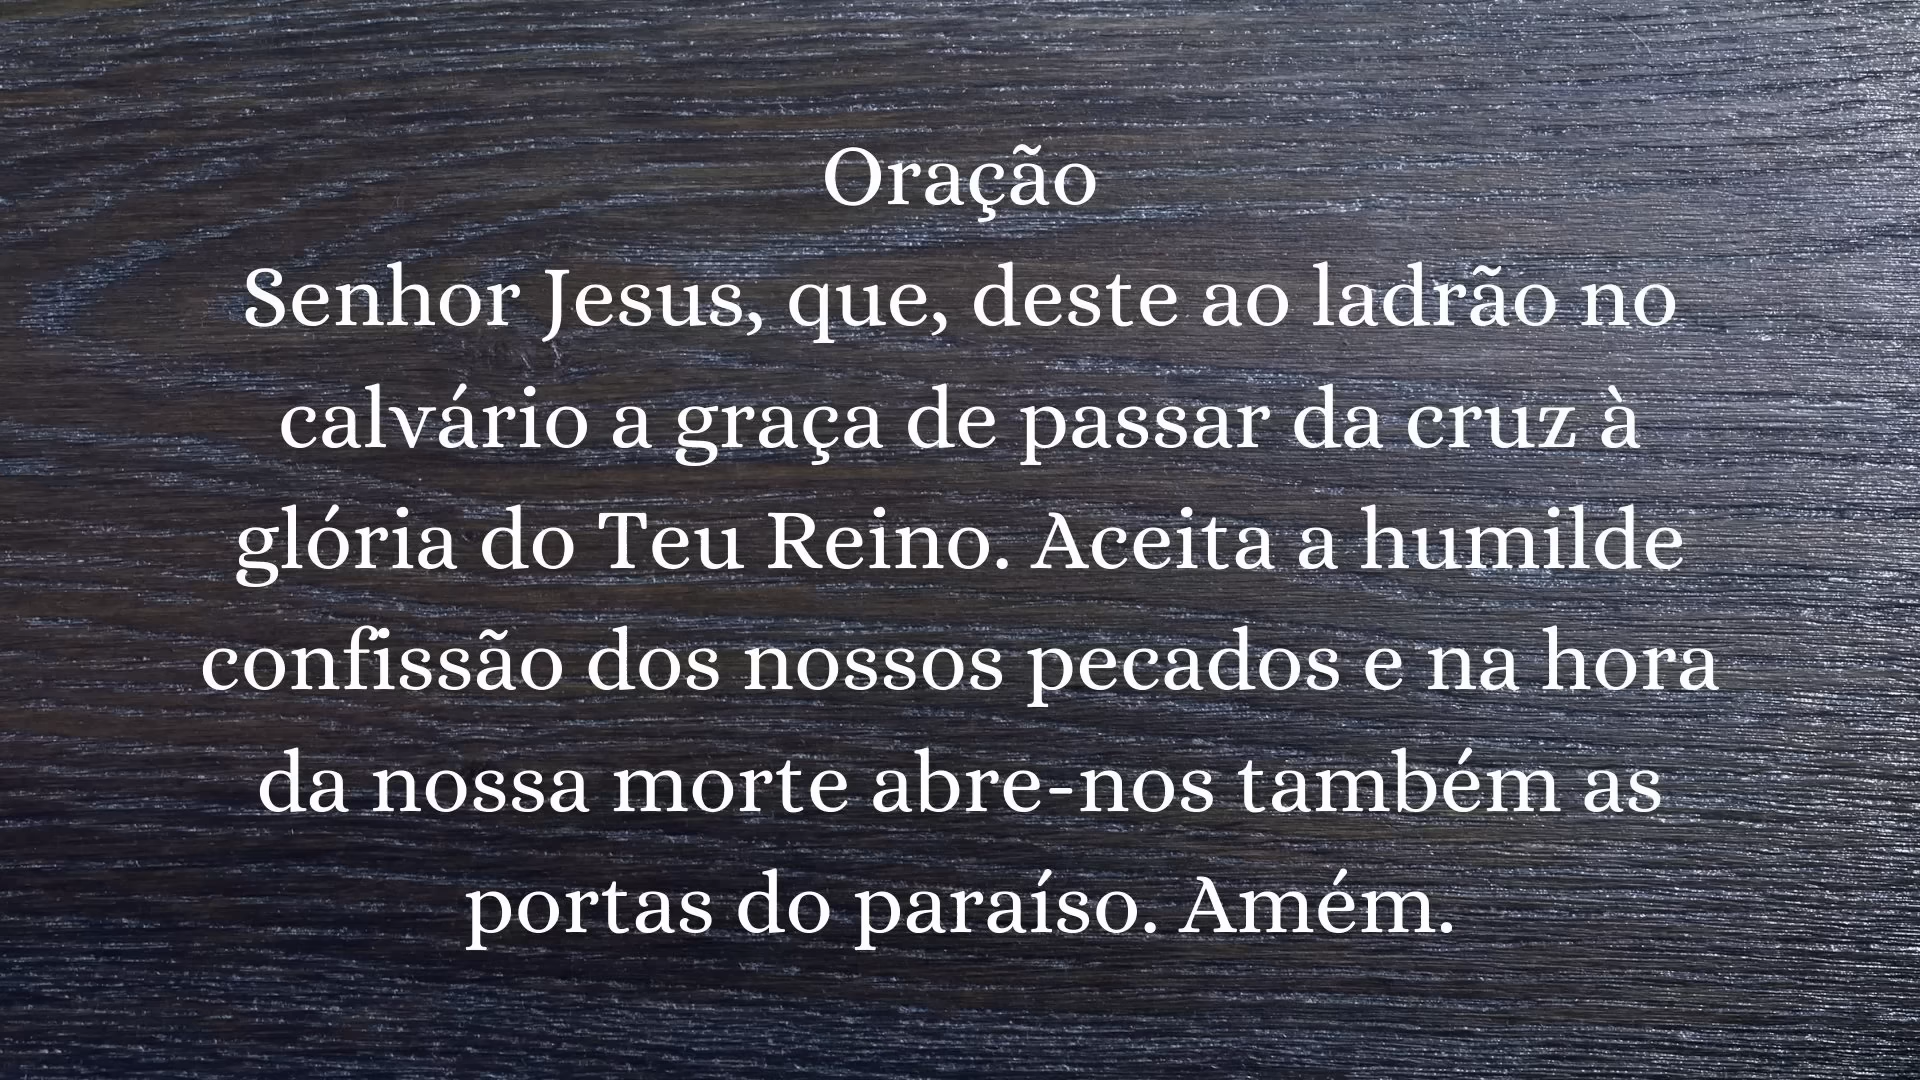 Oração
Senhor Jesus, que, deste ao ladrão no
calvário a graça de passar da cruz à
glória do Teu Reino. Aceita a humilde
confissão dos nossos pecados e na hora
da nossa morte abre-nos também as
portas do paraíso. Amém.